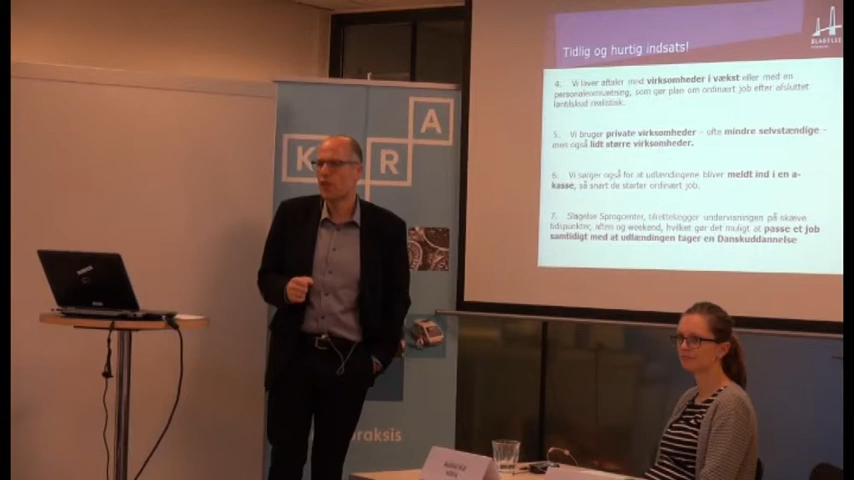 Tidlig og hurtig indsats!
SLAGELSE
4. Vi laver aftaler med virksomheder i vækst eller med en
personaleomsætning, som gør plan om ordinært job efter afsluttet
løntilskud realistisk.
5. Vi bruger private virksomheder – ofte mindre selvstændige –
men også lidt større virksomheder.
6. Vi sørger også for at udlændingene bliver meldt ind i en a-
kasse, så snart de starter ordinært job.
7. Slagelse Sprogcenter, tilrettelægger undervisningen på skæve
tidspunkter, aften og weekend, hvilket gør det muligt at passe et job
samtidigt med at udlændingen tager en Danskuddannelse
K
R
A
praksis